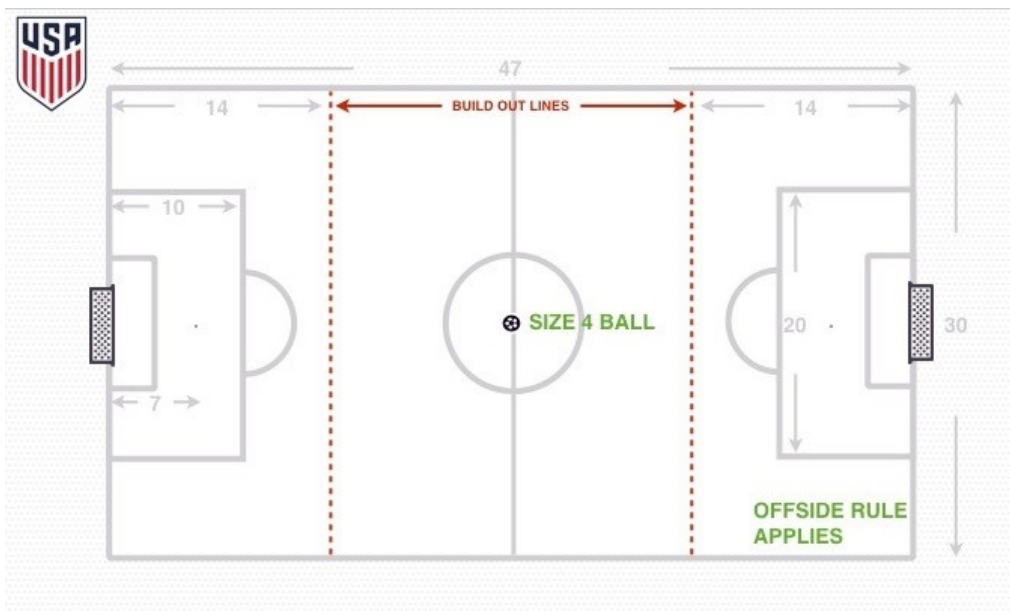 USA
47
14
BUILD OUT LINES
14
10
SIZE 4 BALL
20
30
7
OFFSIDE RULE
APPLIES